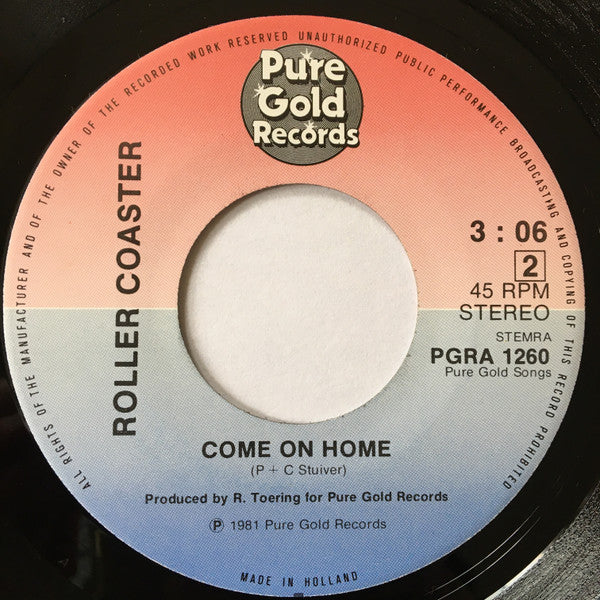 ALL RIGHTS OF THE MANUFACTURER AND OF THE OWNER OF THE RECORDED WORK RESERVED UNAUTHORIZED PUBLIC PERFORMANCE BROADCASTING AND COPYING OF THIS RECORD PROHIBITED
Pure
Gold
Records
ROLLER COASTER
3 : 06
2
45 RPM
STEREO
STEMRA
PGRA 1260
Pure Gold Songs
COME ON HOME
(P + C Stuiver)
Produced by R. Toering for Pure Gold Records
Ⓟ 1981 Pure Gold Records
MADE IN HOLLAND